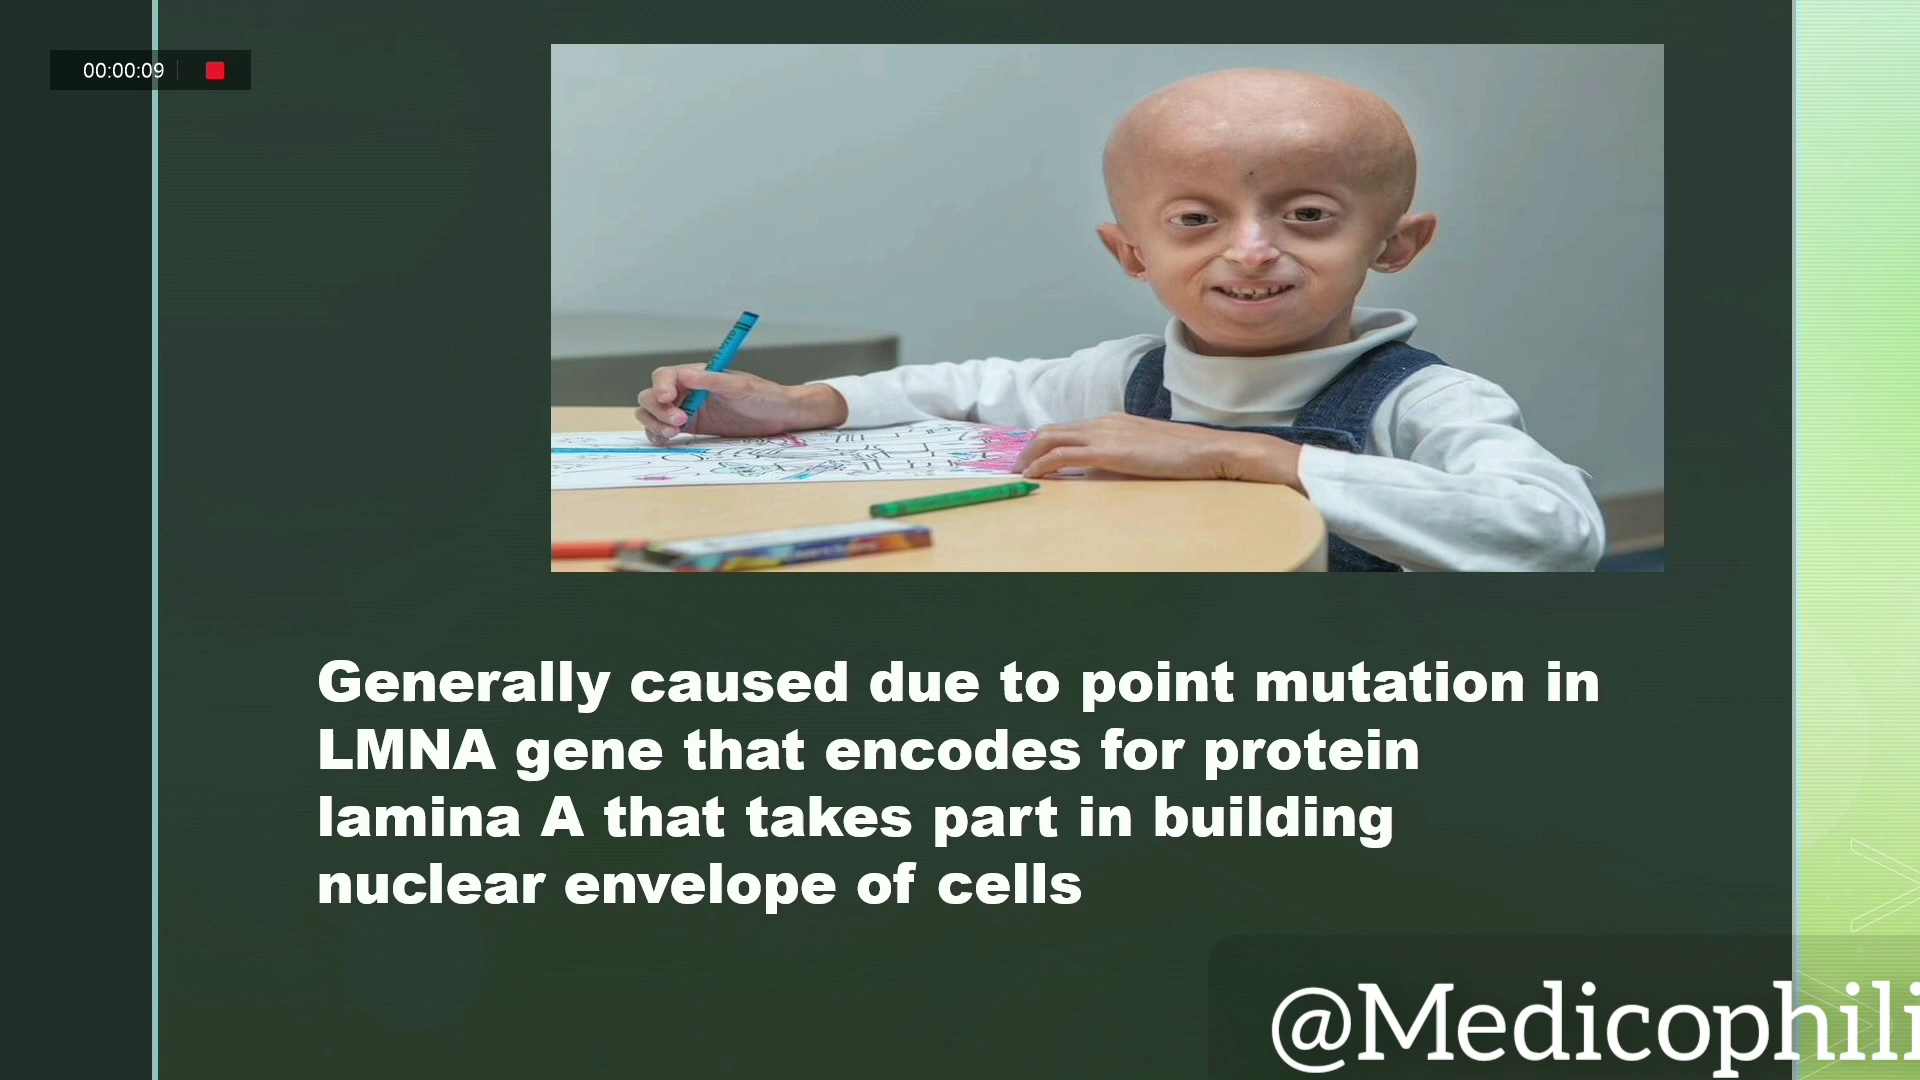 00:00:09
Generally caused due to point mutation in
LMNA gene that encodes for protein
lamina A that takes part in building
nuclear envelope of cells
@Medicophili